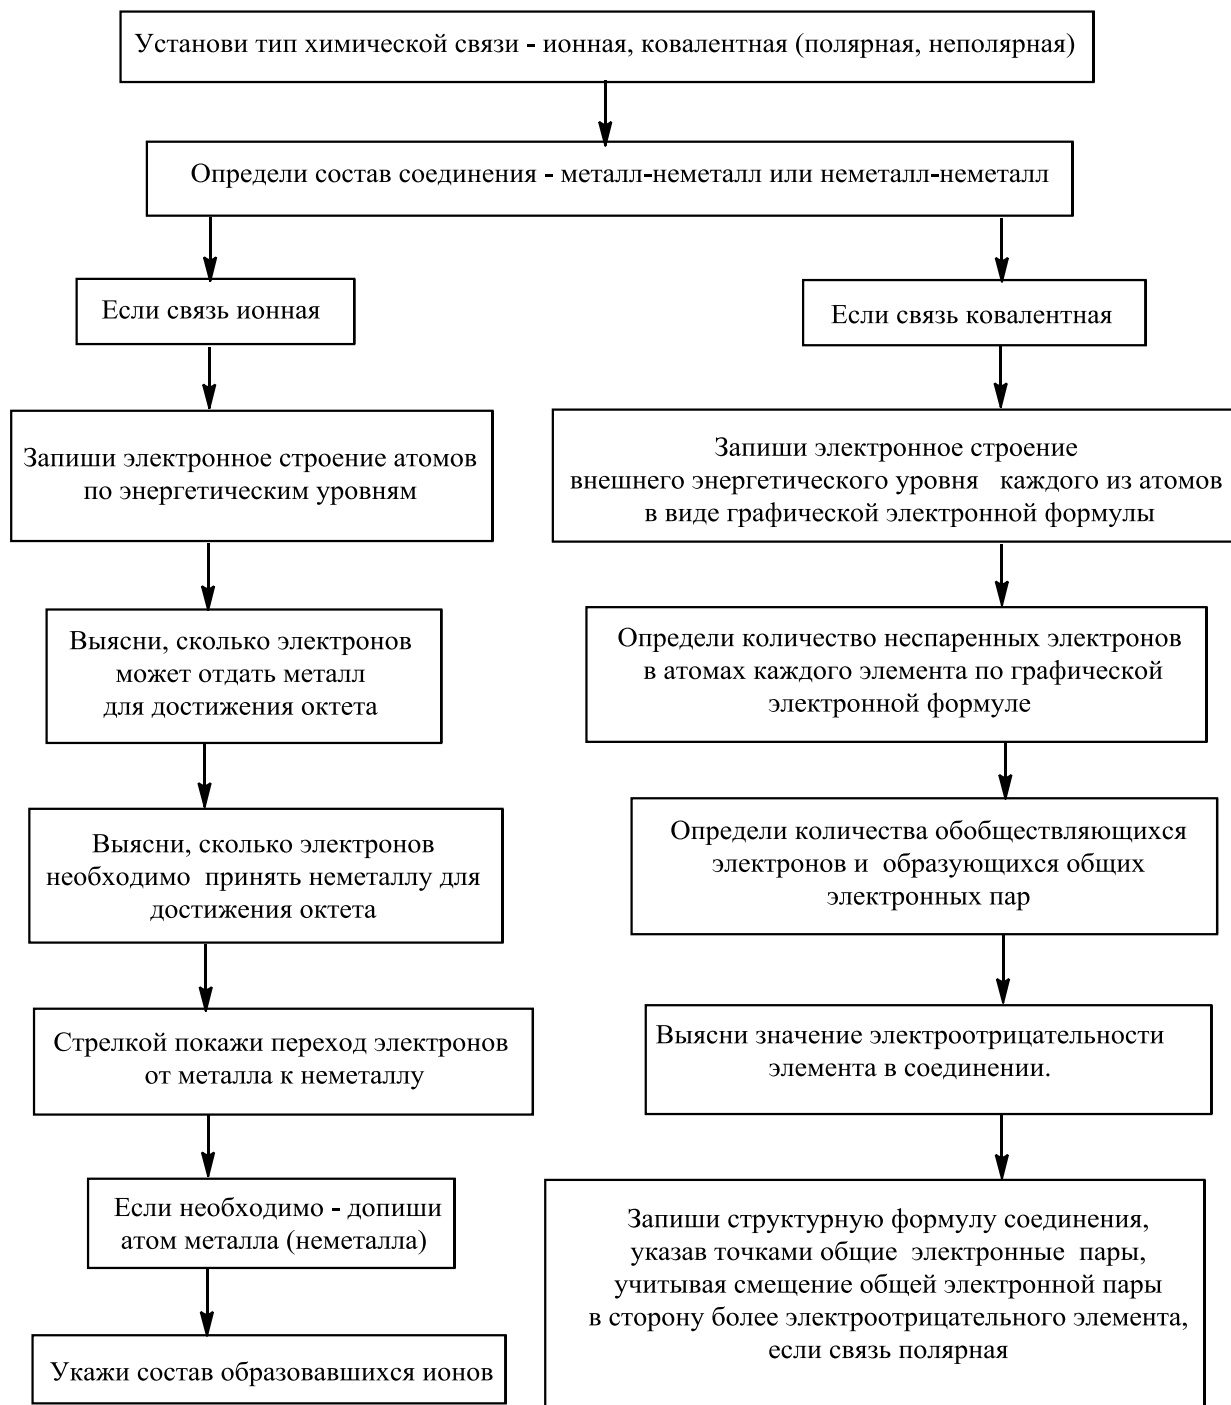 Установи тип химической связи - ионная, ковалентная (полярная, неполярная)
Определи состав соединения - металл-неметалл или неметалл-неметалл
Если связь ионная
Запиши электронное строение атомов
по энергетическим уровням
Выясни, сколько электронов
может отдать металл
для достижения октета
Выясни, сколько электронов
необходимо принять неметаллу для
достижения октета
Стрелкой покажи переход электронов
от металла к неметаллу
Если необходимо - допиши
атом металла (неметалла)
Укажи состав образовавшихся ионов
Если связь ковалентная
Запиши электронное строение
внешнего энергетического уровня каждого из атомов
в виде графической электронной формулы
Определи количество неспаренных электронов
в атомах каждого элемента по графической
электронной формуле
Определи количества обобществляющихся
электронов и образующихся общих
электронных пар
Выясни значение электроотрицательности
элемента в соединении.
Запиши структурную формулу соединения,
указав точками общие электронные пары,
учитывая смещение общей электронной пары
в сторону более электроотрицательного элемента,
если связь полярная